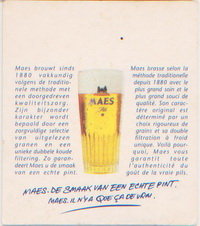 Maes brouwt sinds
1880 vakkundig
volgens de traditio-
nele methode met
een doorgedreven
kwaliteitszorg.
Zijn bijzonder
karakter wordt
bepaald door een
zorgvuldige selectie
van uitgelezen
granen en een
unieke dubbele koude
filtering. Zo garan-
deert Maes u de smaak
van een echte pint.
MAES
Maes brasse selon la
méthode traditionnelle
depuis 1880 avec le
plus grand soin et le
plus grand souci de
qualité. Son carac-
tère original est
déterminé par un
choix rigoureux de
grains et sa double
filtration à froid
unique. Voilà pour-
quoi, Maes vous
garantit toute
l'authenticité du
goût de la vraie pils.
MAES. DE SMAAK VAN EEN ECHTE PINT.
MAES. IL N'Y A QUE ÇA DE VRAI.